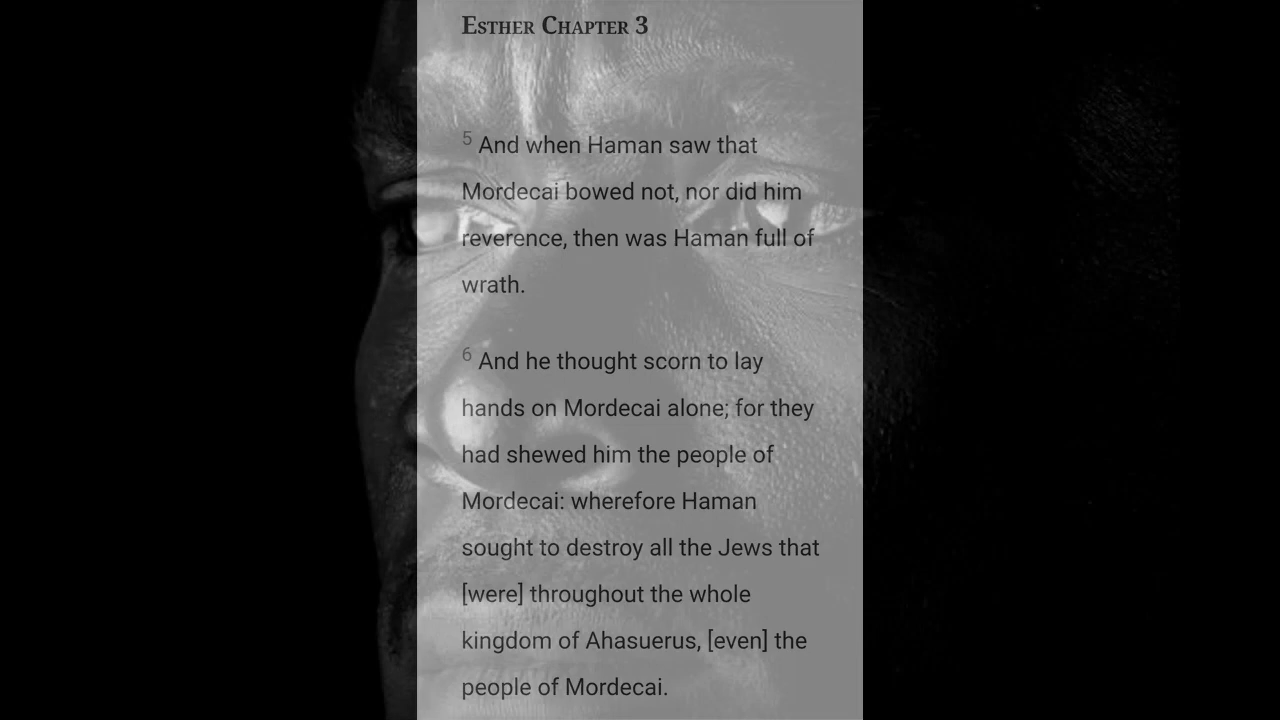 Esther Chapter 3
5 And when Haman saw that
Mordecai bowed not, nor did him
reverence, then was Haman full of
wrath.
6 And he thought scorn to lay
hands on Mordecai alone; for they
had shewed him the people of
Mordecai: wherefore Haman
sought to destroy all the Jews that
[were] throughout the whole
kingdom of Ahasuerus, [even] the
people of Mordecai.